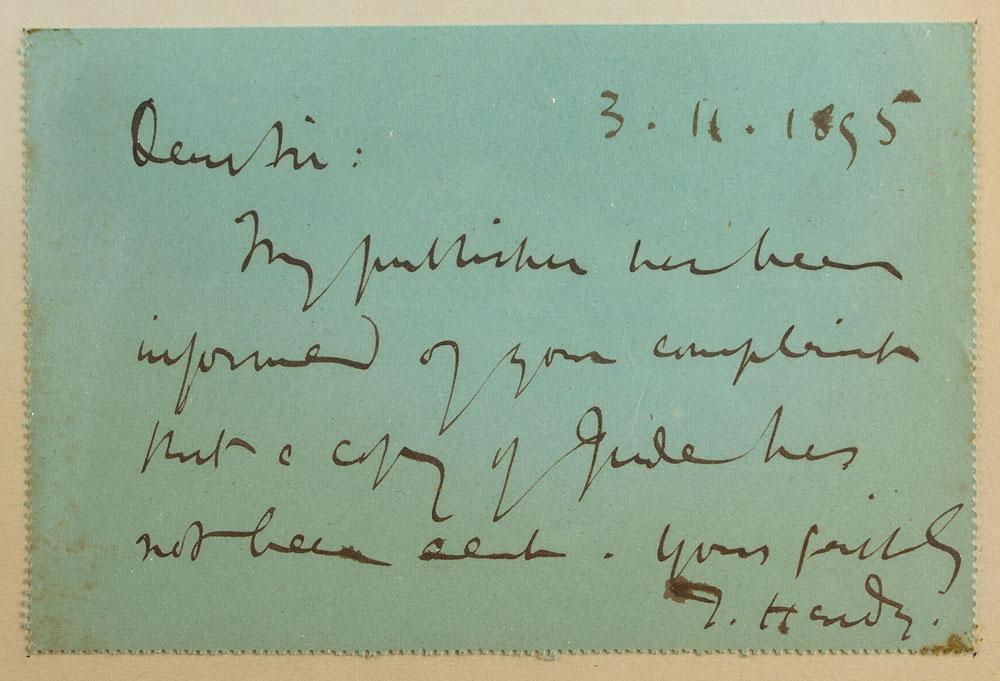 3.11.1895
Dear Sir:
My publisher has been
informed of your complaint
that a copy of Jude has
not been sent. Yours faithly
T. Hardy.